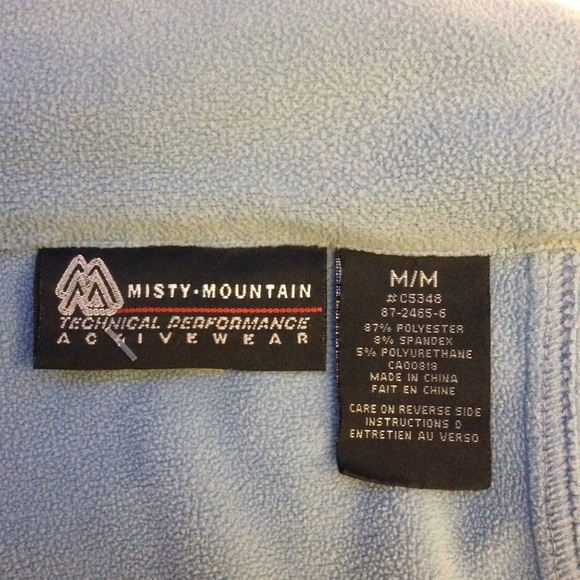 MISTY·MOUNTAIN
TECHNICAL PERFORMANCE
ACTIVEWEAR
M/M
#C5348
87-2465-6
87% POLYESTER
8% SPANDEX
5% POLYURETHANE
CA00818
MADE IN CHINA
FAIT EN CHINE
CARE ON REVERSE SIDE
INSTRUCTIONS D
ENTRETIEN AU VERSO